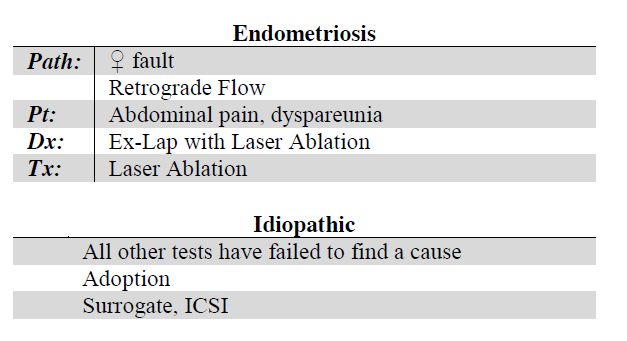 Endometriosis
Path: ♀ fault
Retrograde Flow
Pt: Abdominal pain, dyspareunia
Dx: Ex-Lap with Laser Ablation
Tx: Laser Ablation
Idiopathic
All other tests have failed to find a cause
Adoption
Surrogate, ICSI